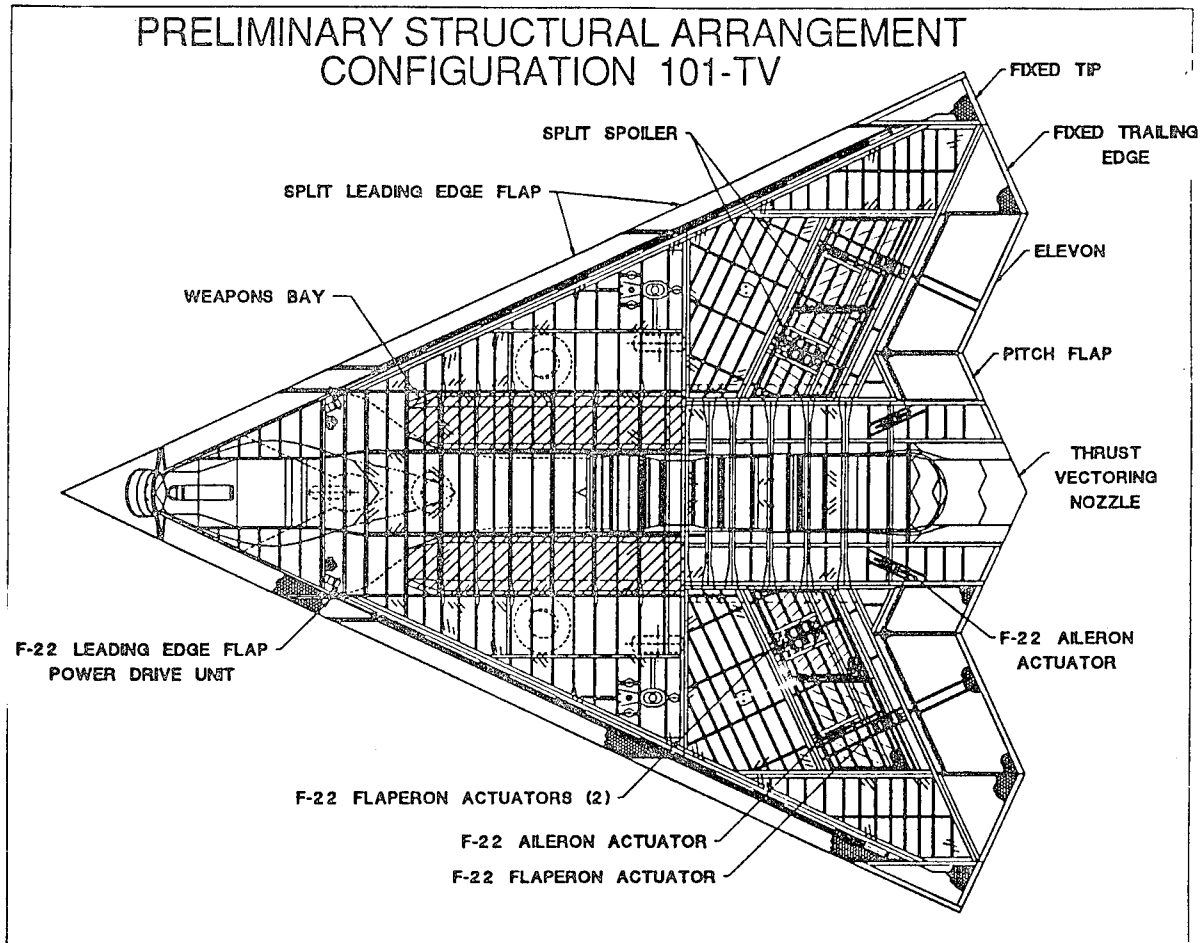 PRELIMINARY STRUCTURAL ARRANGEMENT
CONFIGURATION 101-TV
FIXED TIP
SPLIT SPOILER
FIXED TRAILING
EDGE
SPLIT LEADING EDGE FLAP
ELEVON
WEAPONS BAY
PITCH FLAP
THRUST
VECTORING
NOZZLE
F-22 LEADING EDGE FLAP
POWER DRIVE UNIT
F-22 AILERON
ACTUATOR
F-22 FLAPERON ACTUATORS (2)
F-22 AILERON ACTUATOR
F-22 FLAPERON ACTUATOR